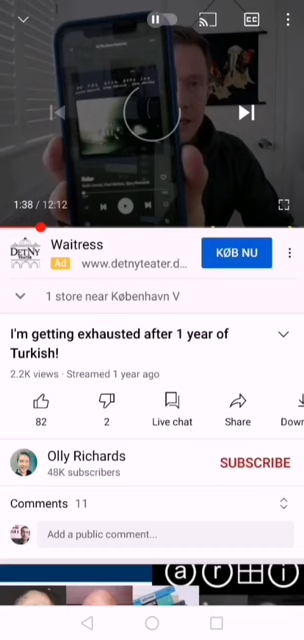 1:38 / 12:12
DETNY
Waitress
Ad www.detnyteater.d...
KØB NU
1 store near København V
I'm getting exhausted after 1 year of
Turkish!
2.2K views · Streamed 1 year ago
82
2
Live chat
Share
Down
Olly Richards
48K subscribers
SUBSCRIBE
Comments 11
Add a public comment...
a r i